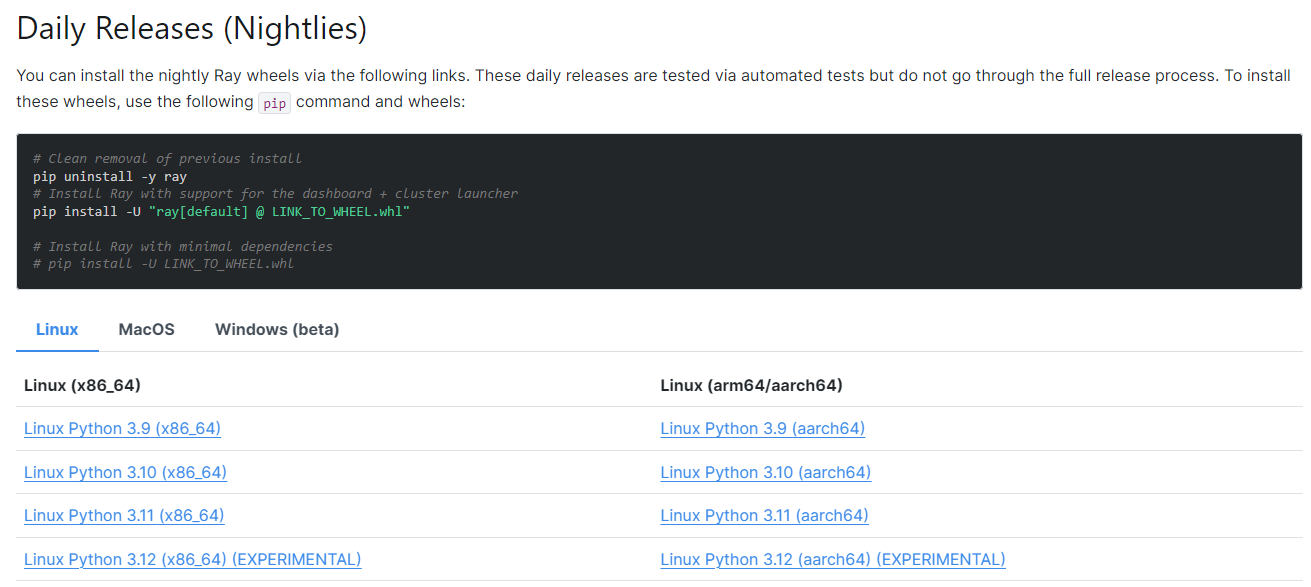 Daily Releases (Nightlies)
You can install the nightly Ray wheels via the following links. These daily releases are tested via automated tests but do not go through the full release process. To install
these wheels, use the following pip command and wheels:
# Clean removal of previous install
pip uninstall -y ray
# Install Ray with support for the dashboard + cluster launcher
pip install -U "ray[default] @ LINK_TO_WHEEL.whl"
# Install Ray with minimal dependencies
# pip install -U LINK_TO_WHEEL.whl
Linux MacOS Windows (beta)
Linux (x86_64) Linux (arm64/aarch64)
Linux Python 3.9 (x86_64) Linux Python 3.9 (aarch64)
Linux Python 3.10 (x86_64) Linux Python 3.10 (aarch64)
Linux Python 3.11 (x86_64) Linux Python 3.11 (aarch64)
Linux Python 3.12 (x86_64) (EXPERIMENTAL) Linux Python 3.12 (aarch64) (EXPERIMENTAL)